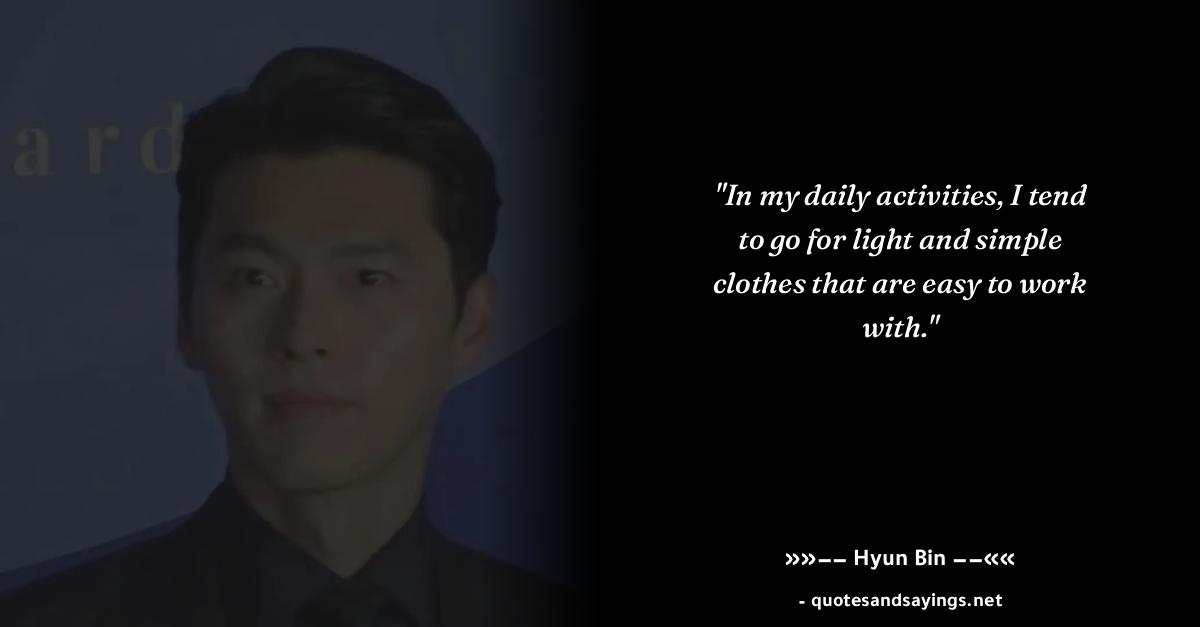 ard
"In my daily activities, I tend
to go for light and simple
clothes that are easy to work
with."
»»−− Hyun Bin −−««
- quotesandsayings.net